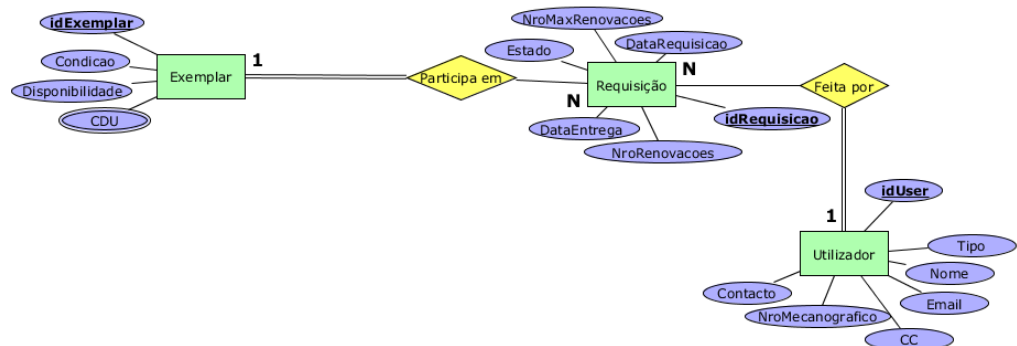 NroMaxRenovacoes
idExemplar
Estado
DataRequisicao
1
Condicao
Exemplar
Participa em
N
Requisição
Feita por
Disponibilidade
N
CDU
DataEntrega
idRequisicao
NroRenovacoes
idUser
1
Tipo
Utilizador
Nome
Contacto
Email
NroMecanografico
CC